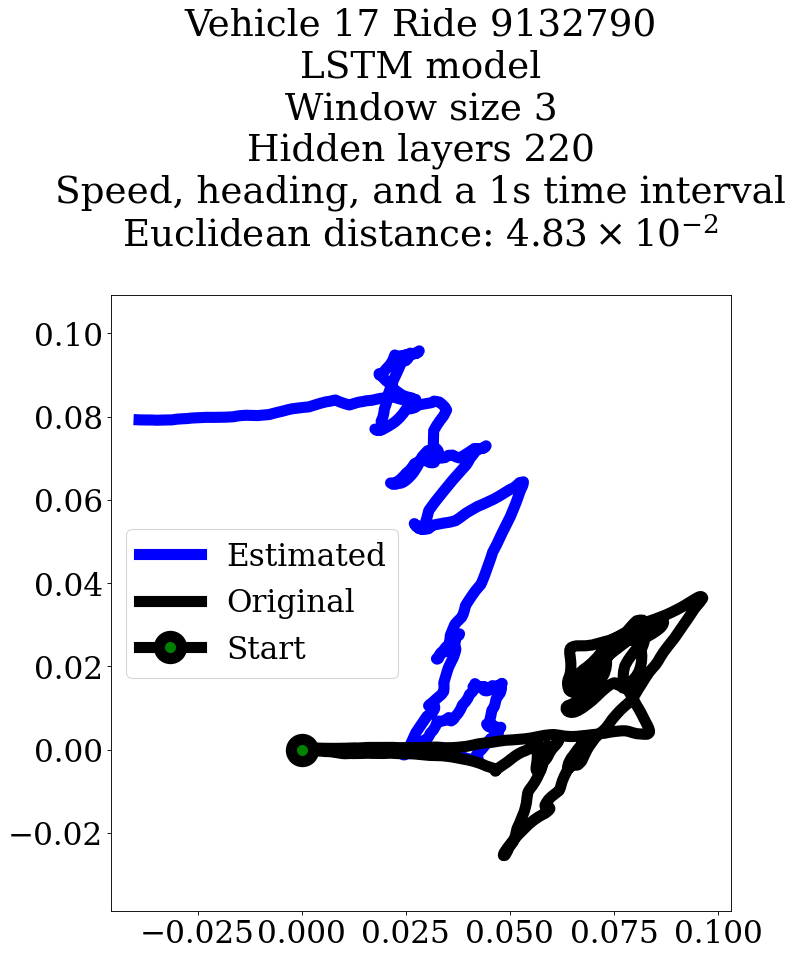 Vehicle 17 Ride 9132790
LSTM model
Window size 3
Hidden layers 220
Speed, heading, and a 1s time interval
Euclidean distance: 4.83 × 10⁻²
0.10
0.08
0.06
0.04
0.02
0.00
−0.02
Estimated
Original
Start
−0.025 0.000 0.025 0.050 0.075 0.100